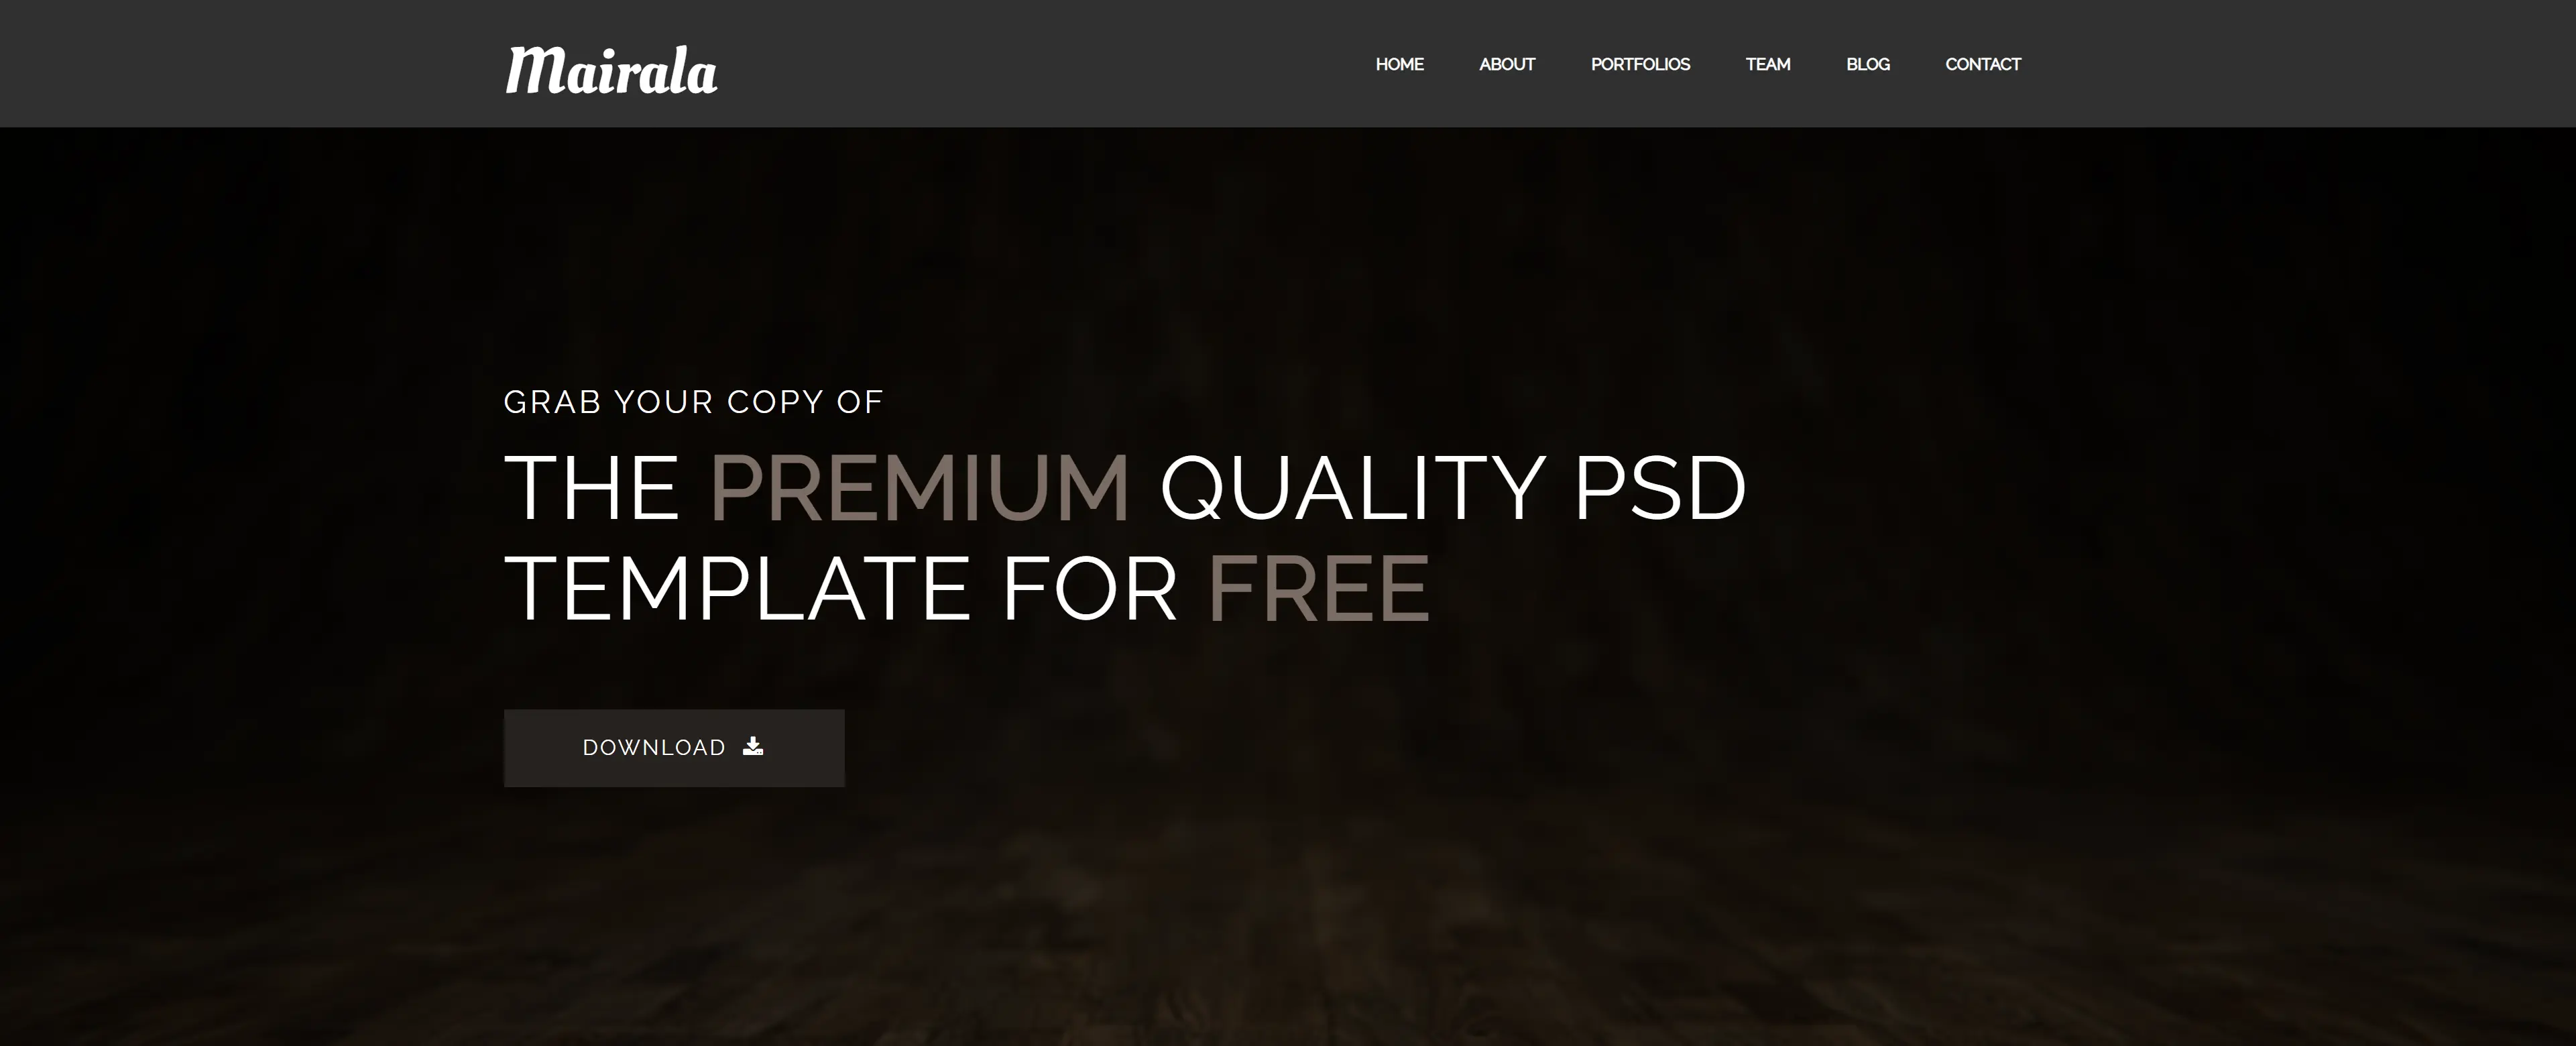 Mairala
HOME ABOUT PORTFOLIOS TEAM BLOG CONTACT
GRAB YOUR COPY OF
THE PREMIUM QUALITY PSD
TEMPLATE FOR FREE
DOWNLOAD